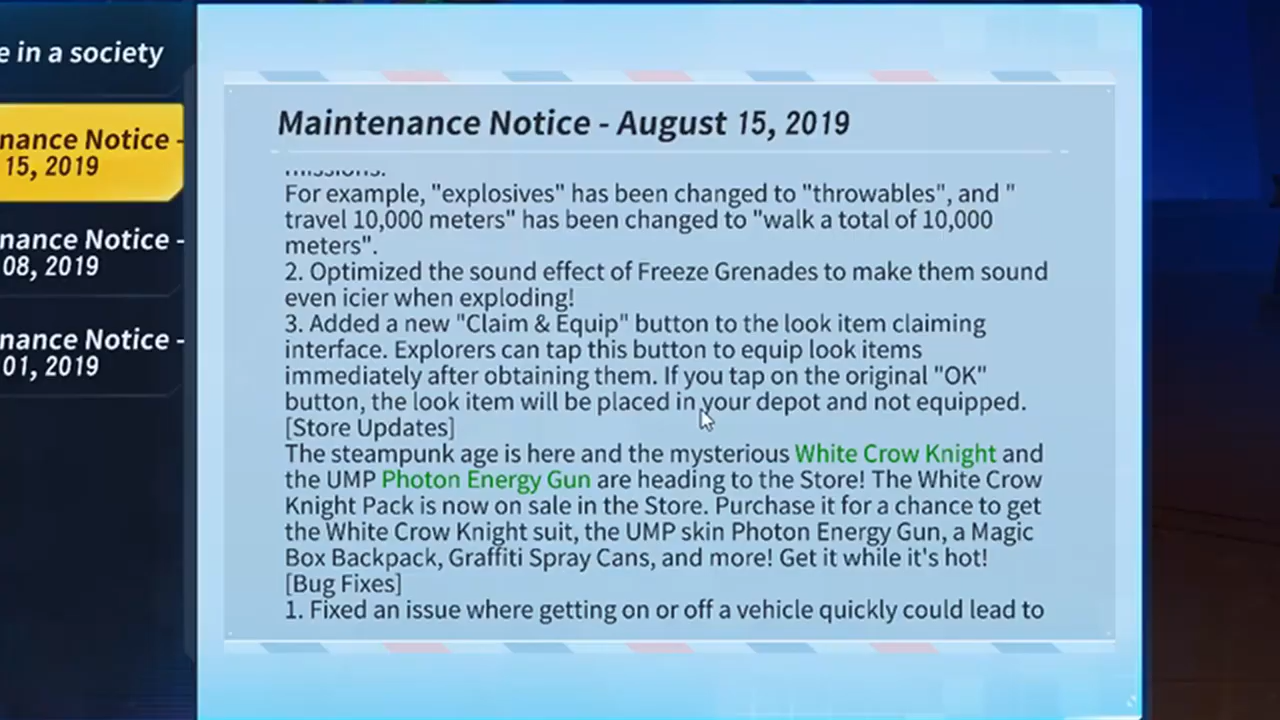 e in a society
nance Notice -
15, 2019
nance Notice -
08, 2019
nance Notice -
01, 2019
Maintenance Notice - August 15, 2019
missions.
For example, "explosives" has been changed to "throwables", and "
travel 10,000 meters" has been changed to "walk a total of 10,000
meters".
2. Optimized the sound effect of Freeze Grenades to make them sound
even icier when exploding!
3. Added a new "Claim & Equip" button to the look item claiming
interface. Explorers can tap this button to equip look items
immediately after obtaining them. If you tap on the original "OK"
button, the look item will be placed in your depot and not equipped.
[Store Updates]
The steampunk age is here and the mysterious White Crow Knight and
the UMP Photon Energy Gun are heading to the Store! The White Crow
Knight Pack is now on sale in the Store. Purchase it for a chance to get
the White Crow Knight suit, the UMP skin Photon Energy Gun, a Magic
Box Backpack, Graffiti Spray Cans, and more! Get it while it's hot!
[Bug Fixes]
1. Fixed an issue where getting on or off a vehicle quickly could lead to